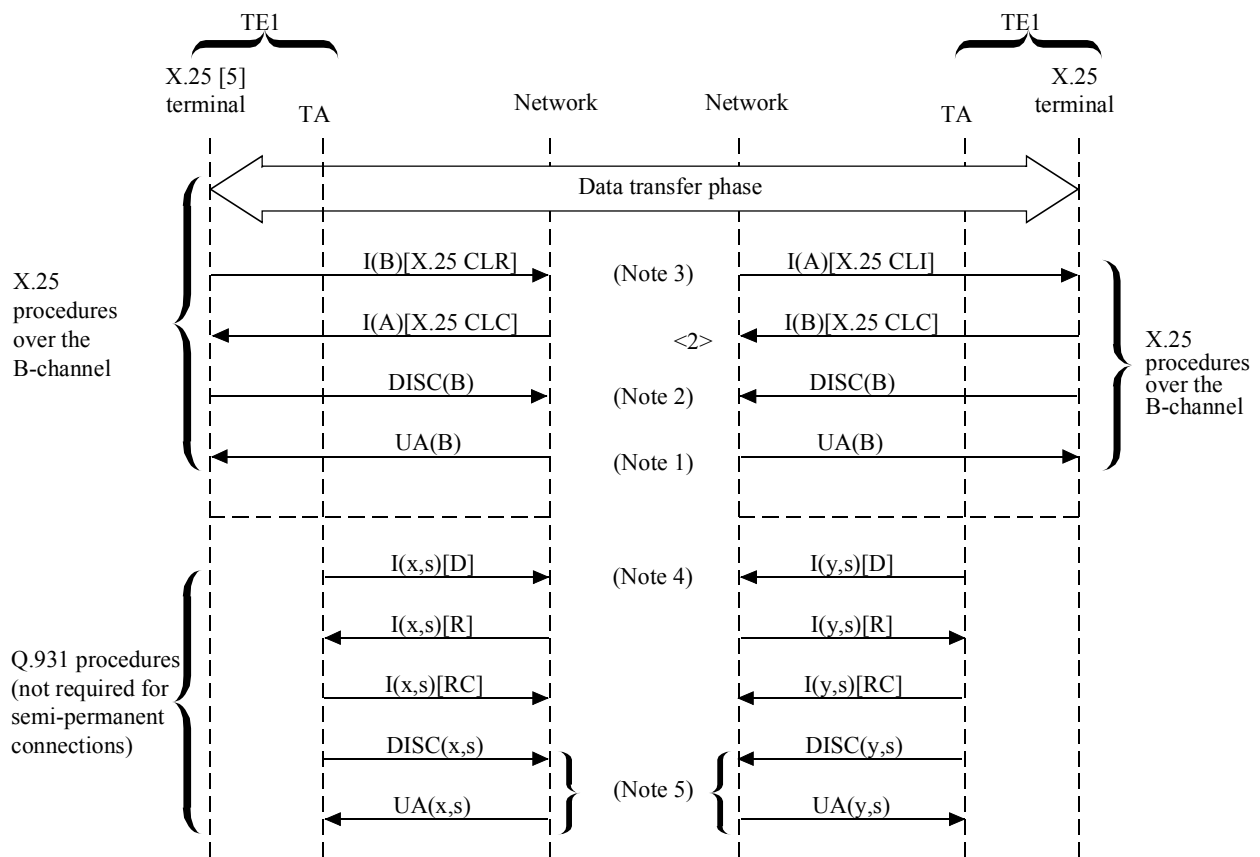 TE1 TE1
X.25 [5]
terminal
TA
Network
Network
TA
X.25
terminal
Data transfer phase
X.25
procedures
over the
B-channel
I(B)[X.25 CLR] (Note 3) I(A)[X.25 CLI]
I(A)[X.25 CLC] <2> I(B)[X.25 CLC]
DISC(B) (Note 2) DISC(B)
UA(B) (Note 1) UA(B)
X.25
procedures
over the
B-channel
Q.931 procedures
(not required for
semi-permanent
connections)
I(x,s)[D] (Note 4) I(y,s)[D]
I(x,s)[R] I(y,s)[R]
I(x,s)[RC] I(y,s)[RC]
DISC(x,s) DISC(y,s)
(Note 5)
UA(x,s) UA(y,s)